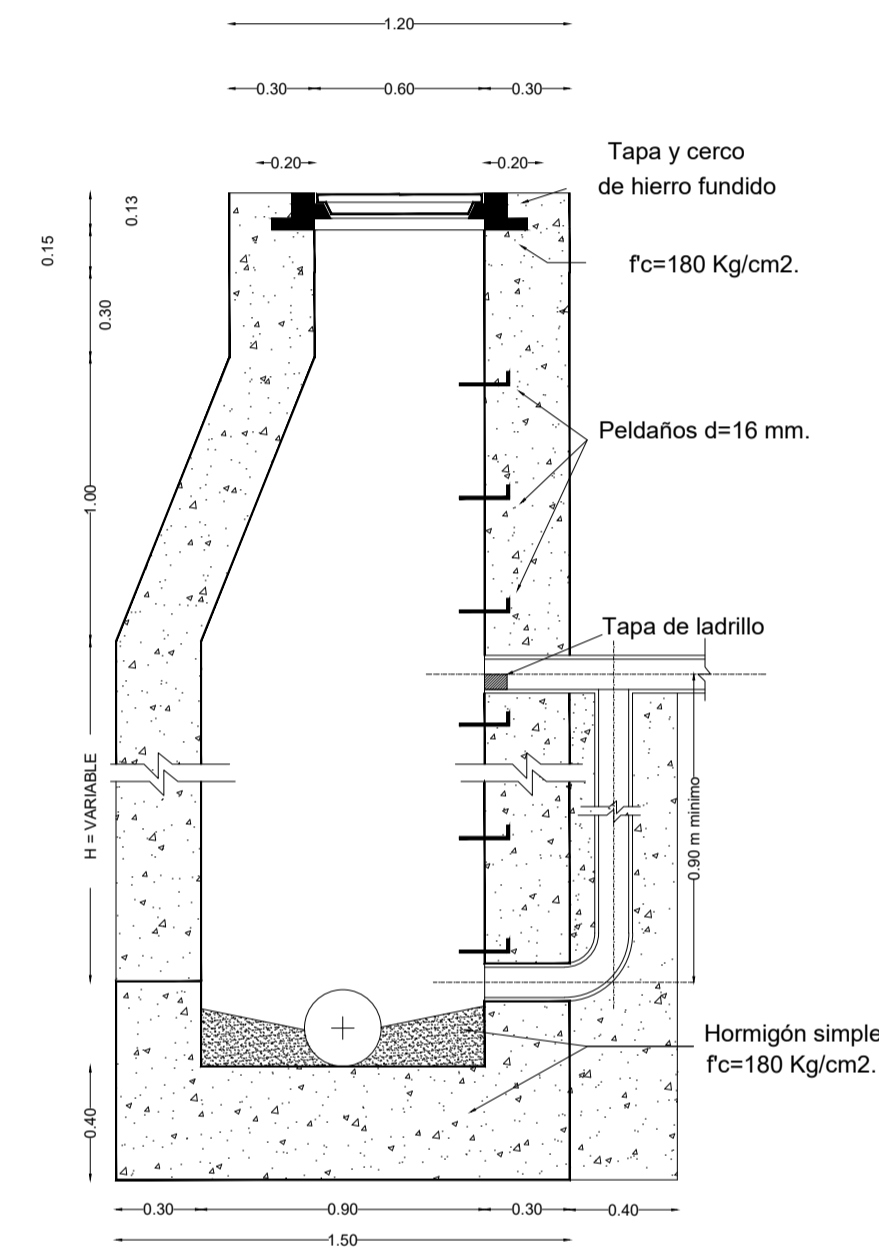 1.20
0.30
0.60
0.30
0.20
0.20
Tapa y cerco
de hierro fundido
0.13
0.15
f'c=180 Kg/cm2.
0.30
Peldaños d=16 mm.
1.00
Tapa de ladrillo
H = VARIABLE
0.90 m minimo
Hormigón simple
f'c=180 Kg/cm2.
0.40
0.30
0.90
0.30
0.40
1.50